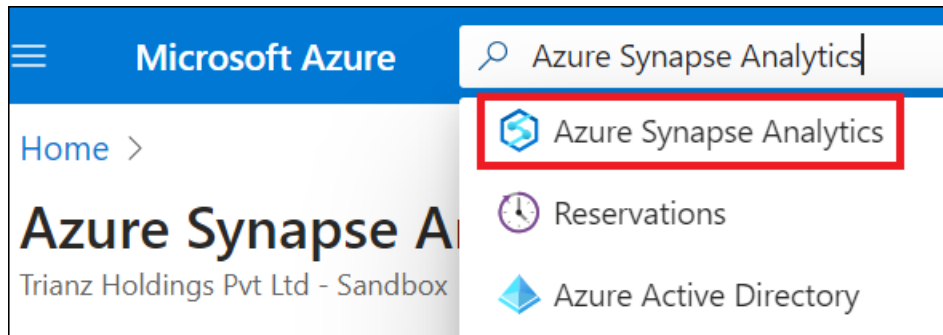 Microsoft Azure
Azure Synapse Analytics
Azure Synapse Analytics
Reservations
Azure Active Directory
Home >
Azure Synapse A
Trianz Holdings Pvt Ltd - Sandbox